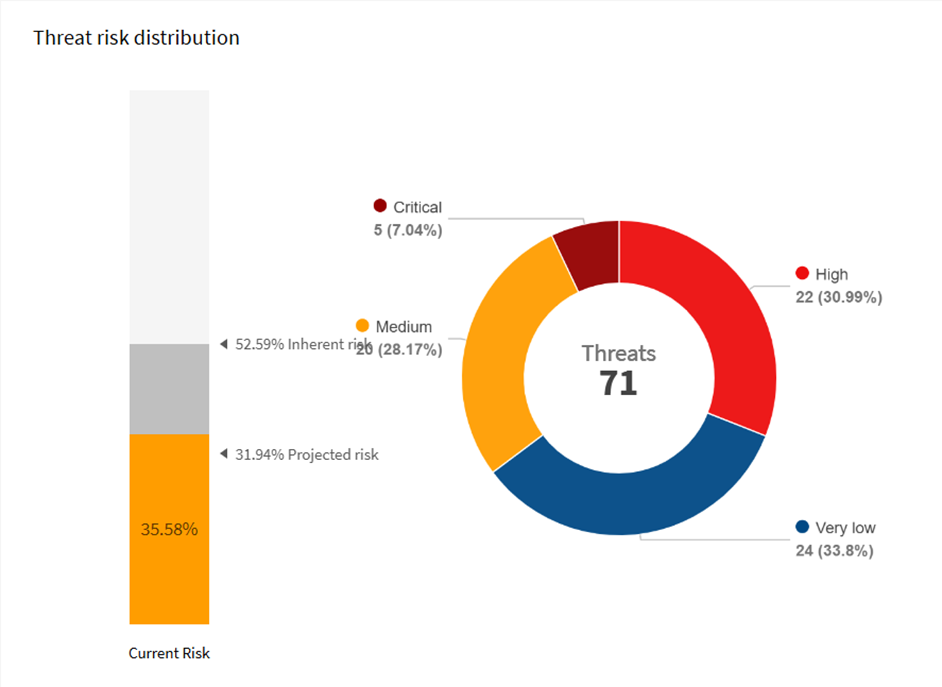 Threat risk distribution
52.59% Inherent risk
31.94% Projected risk
35.58%
Current Risk
Critical
5 (7.04%)
Medium
20 (28.17%)
Threats
71
High
22 (30.99%)
Very low
24 (33.8%)